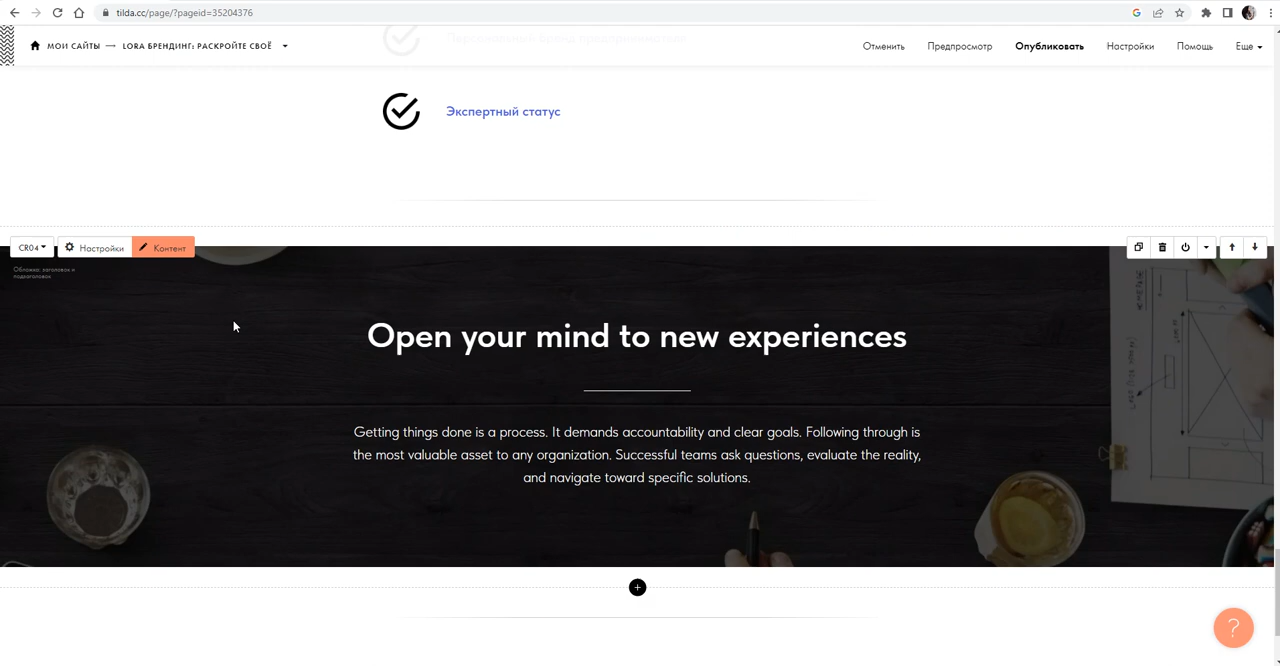 tilda.cc/page/?pageid=35204376
МОИ САЙТЫ — LORA БРЕНДИНГ: РАСКРОЙТЕ СВОЁ
Отменить Предпросмотр Опубликовать Настройки Помощь Еще
Экспертный статус
CR04 Настройки Контент
Обложка: заголовок и
подзаголовок
Open your mind to new experiences
Getting things done is a process. It demands accountability and clear goals. Following through is
the most valuable asset to any organization. Successful teams ask questions, evaluate the reality,
and navigate toward specific solutions.
+
?